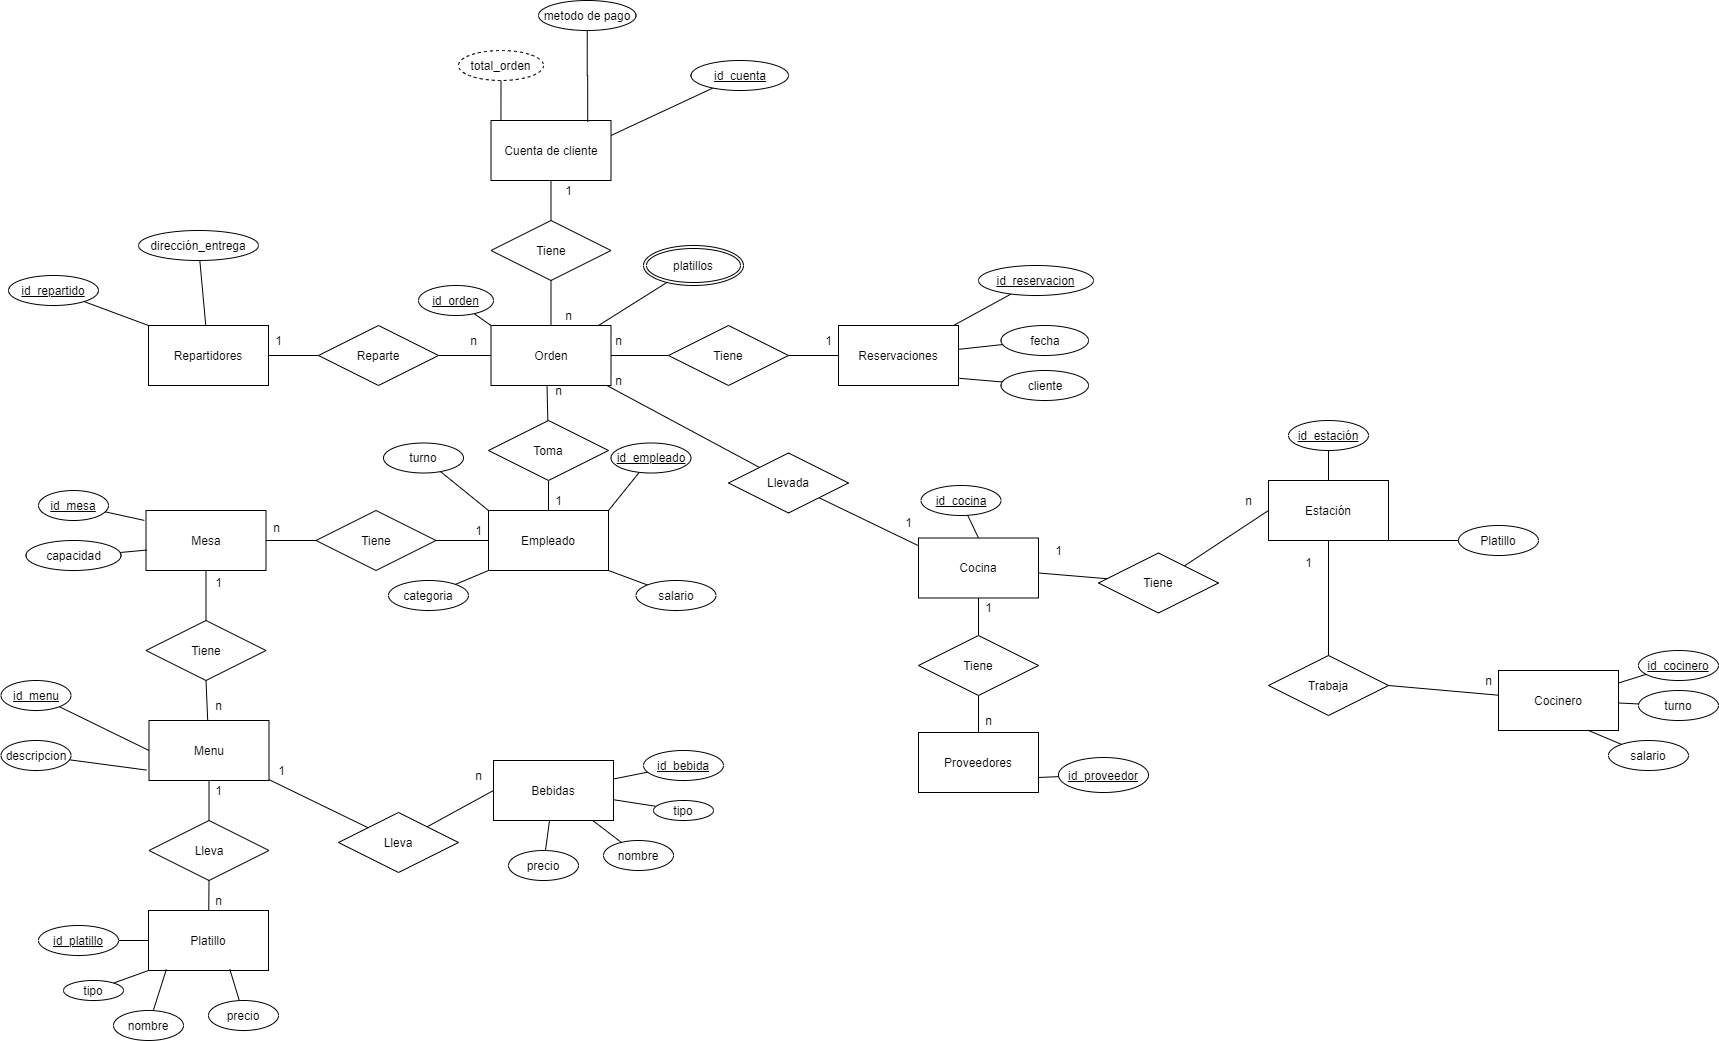 metodo de pago
total_orden
id_cuenta
Cuenta de cliente
1
Tiene
dirección_entrega
platillos
id_repartido
id_orden
id_reservacion
n
Repartidores
1
Reparte
n
Orden
n
Tiene
1
Reservaciones
fecha
cliente
n
n
Toma
turno
id_empleado
Llevada
id_estación
id_mesa
capacidad
Mesa
n
Tiene
1
1
Empleado
categoria
salario
id_cocina
1
Cocina
1
Tiene
n
Estación
Platillo
1
1
Tiene
n
id_menu
descripcion
Menu
1
Tiene
n
Proveedores
id_proveedor
Trabaja
n
Cocinero
id_cocinero
turno
salario
1
Lleva
n
Bebidas
id_bebida
tipo
nombre
precio
1
Lleva
n
Platillo
id_platillo
tipo
nombre
precio